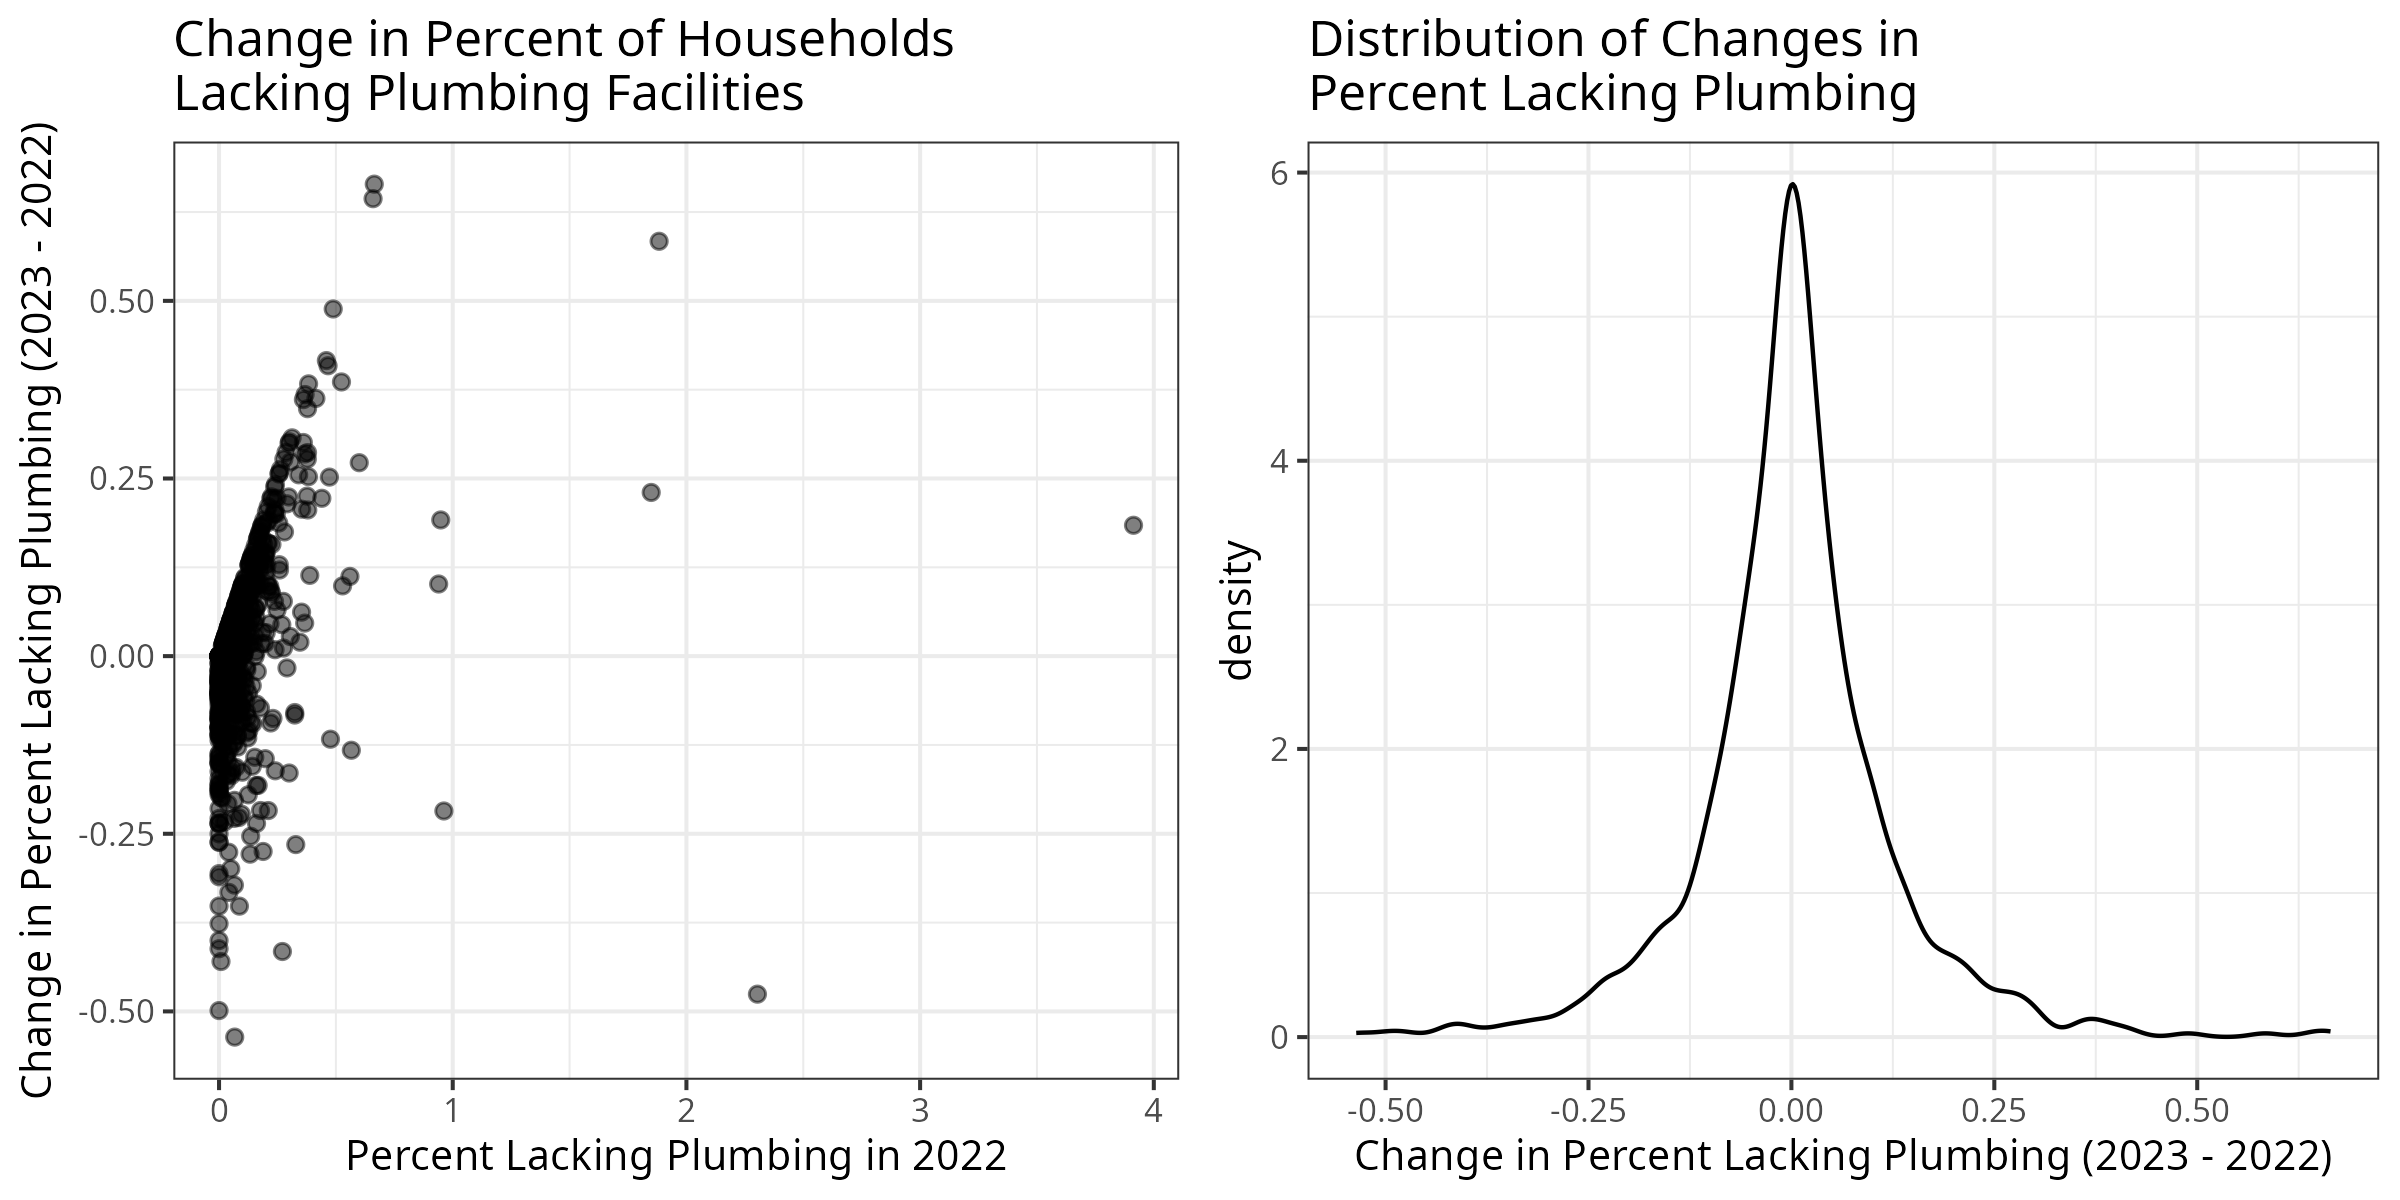 Change in Percent of Households
Lacking Plumbing Facilities
Change in Percent Lacking Plumbing (2023 - 2022)
0.50
0.25
0.00
-0.25
-0.50
0
1
2
3
4
Percent Lacking Plumbing in 2022
Distribution of Changes in
Percent Lacking Plumbing
density
6
4
2
0
-0.50
-0.25
0.00
0.25
0.50
Change in Percent Lacking Plumbing (2023 - 2022)